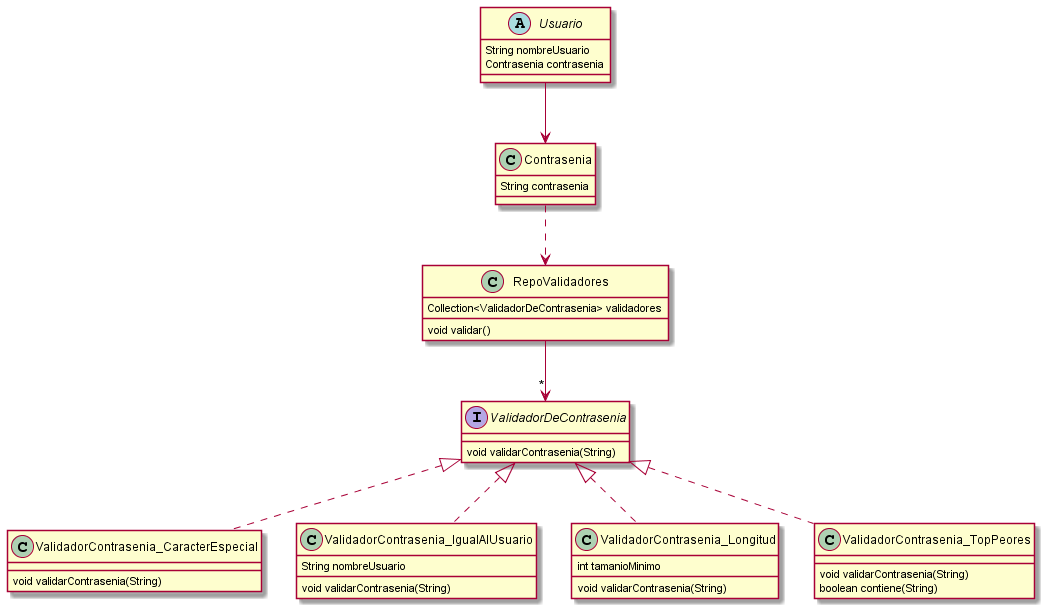 A Usuario
String nombreUsuario
Contrasenia contrasenia
C Contrasenia
String contrasenia
C RepoValidadores
Collection<ValidadorDeContrasenia> validadores
void validar()
*
I ValidadorDeContrasenia
void validarContrasenia(String)
C ValidadorContrasenia_CaracterEspecial
void validarContrasenia(String)
C ValidadorContrasenia_IgualAlUsuario
String nombreUsuario
void validarContrasenia(String)
C ValidadorContrasenia_Longitud
int tamanioMinimo
void validarContrasenia(String)
C ValidadorContrasenia_TopPeores
void validarContrasenia(String)
boolean contiene(String)